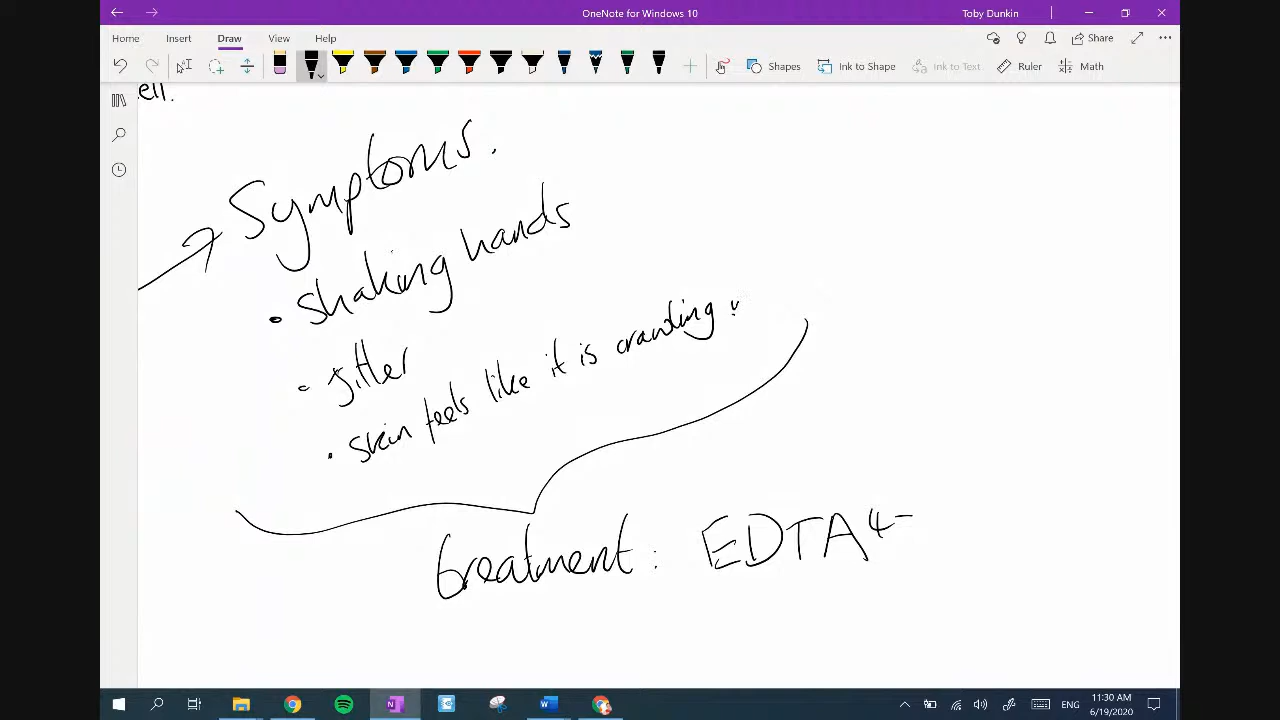 OneNote for Windows 10
Toby Dunkin
Home Insert Draw View Help
Share
Shapes Ink to Shape Ink to Text Ruler Math
ell.
Symptoms.
• shaking hands
• jitter
• skin feels like it is crawling
treatment: EDTA4-
ENG
11:30 AM
6/19/2020